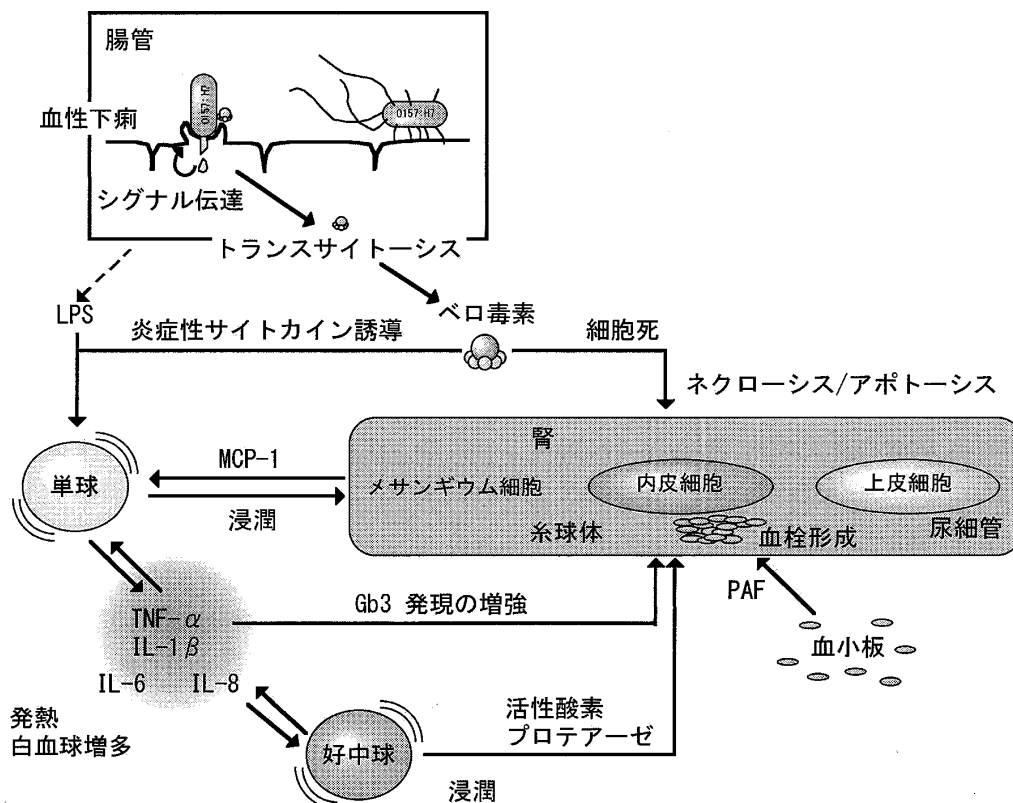 腸管
O157:H7
O157:H7
血性下痢
シグナル伝達
トランスサイトーシス
LPS
ベロ毒素
炎症性サイトカイン誘導
細胞死
ネクローシス/アポトーシス
腎
MCP-1
単球
メサンギウム細胞
内皮細胞
上皮細胞
浸潤
糸球体
血栓形成
尿細管
PAF
Gb3 発現の増強
TNF-α
IL-1β
血小板
IL-6 IL-8
発熱
白血球増多
活性酸素
プロテアーゼ
好中球
浸潤